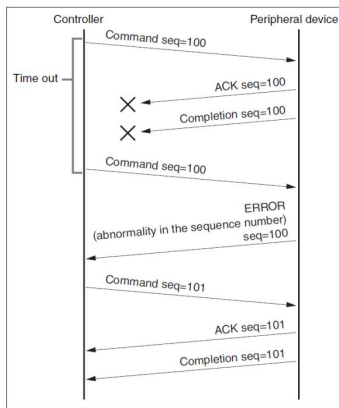 Controller
Peripheral device
Command seq=100
Time out
ACK seq=100
Completion seq=100
Command seq=100
ERROR
(abnormality in the sequence number)
seq=100
Command seq=101
ACK seq=101
Completion seq=101